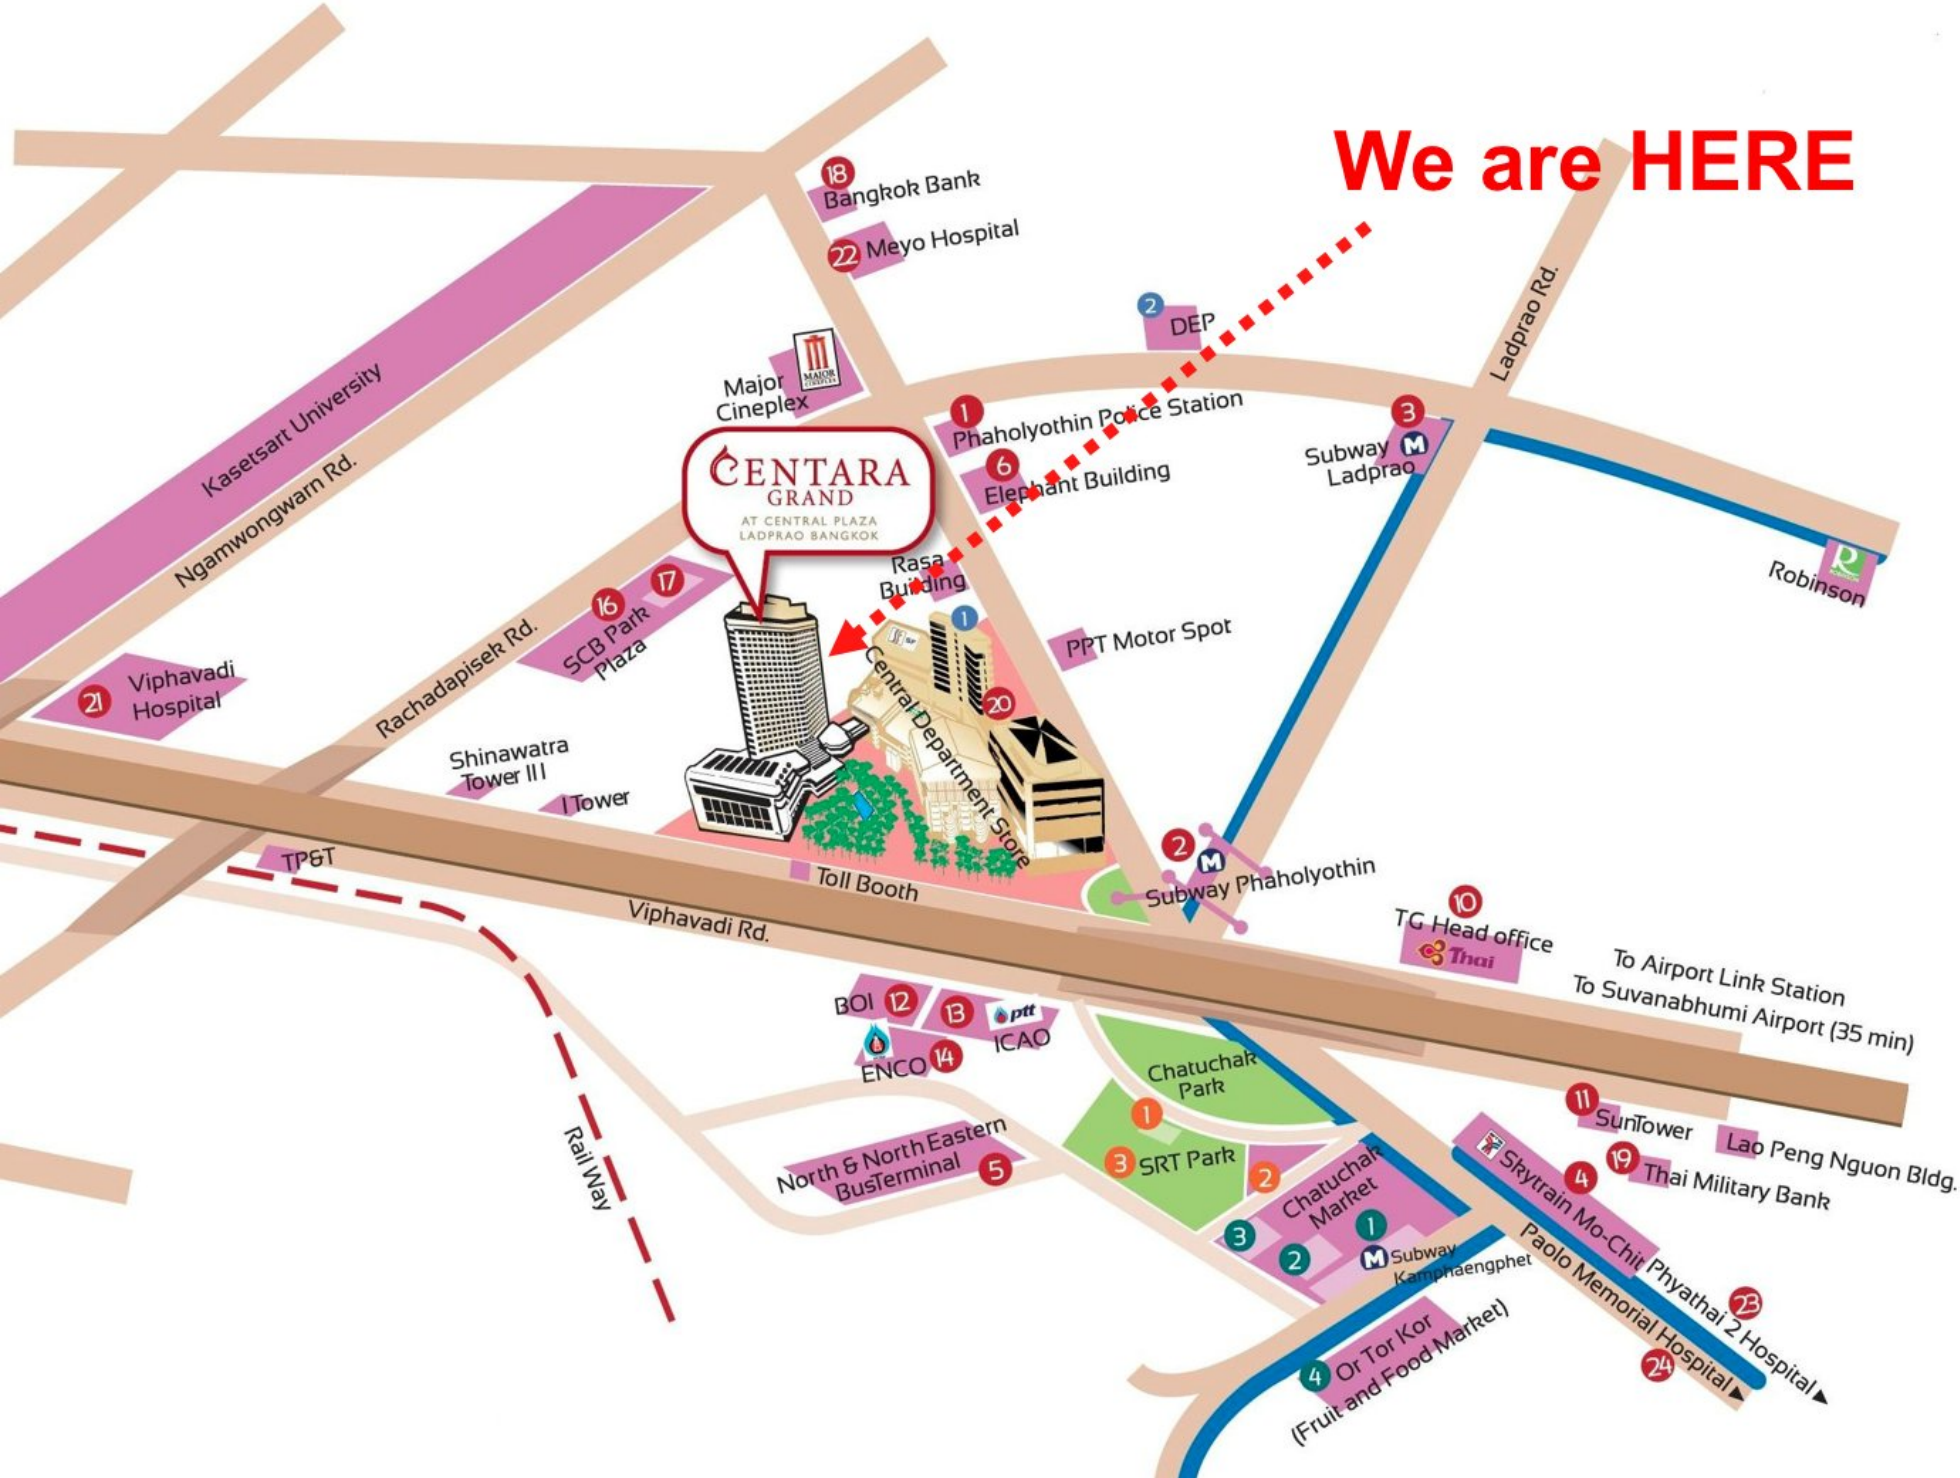 We are HERE
18
Bangkok Bank
22
Meyo Hospital
2
DEP
Ladprao Rd.
Major
Cineplex
MAJOR
CINEPLEX
Kasetsart University
Ngamwongwarn Rd.
1
Phaholyothin Police Station
6
Elephant Building
3
Subway
Ladprao
M
CENTARA
GRAND
AT CENTRAL PLAZA
LADPRAO BANGKOK
Rasa
Building
1
R
Robinson
16
17
SCB Park
Plaza
Rachadapisek Rd.
PPT Motor Spot
21
Viphavadi
Hospital
Central Department Store
20
Shinawatra
Tower III
I Tower
TP&T
Toll Booth
Viphavadi Rd.
2
M
Subway Phaholyothin
10
TG Head office
Thai
To Airport Link Station
To Suvanabhumi Airport (35 min)
BOI
12
13
ptt
ICAO
ENCO
14
Chatuchak
Park
1
3
SRT Park
2
North & North Eastern
BusTerminal
5
Rail Way
Chatuchak
Market
3
2
1
M
Subway
Kamphaengphet
11
SunTower
Lao Peng Nguon Bldg.
19
Thai Military Bank
4
Skytrain Mo-Chit
Phyathai 2 Hospital
23
Paolo Memorial Hospital
24
4
Or Tor Kor
(Fruit and Food Market)